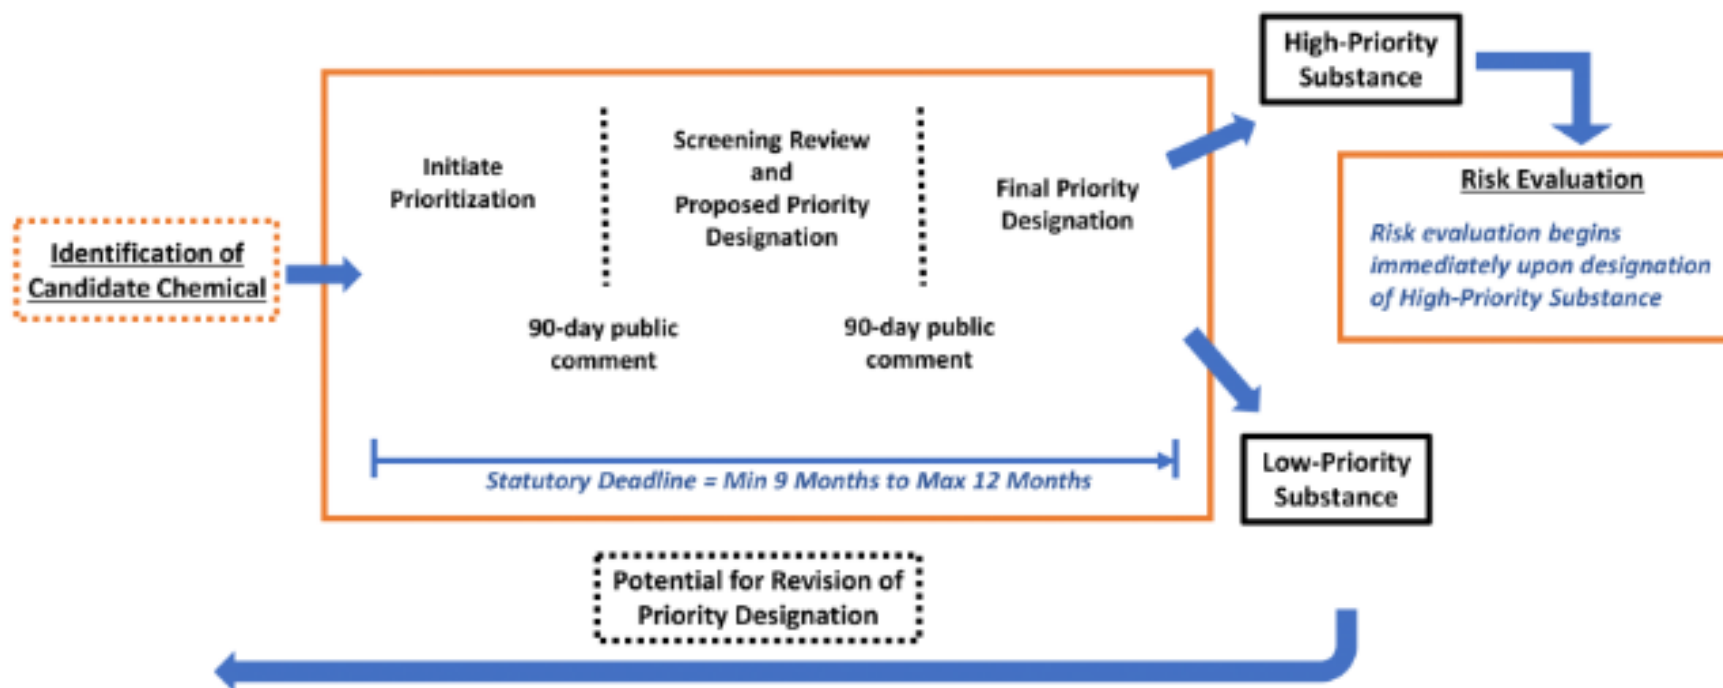 Identification of
Candidate Chemical
Initiate
Prioritization
90-day public
comment
Screening Review
and
Proposed Priority
Designation
90-day public
comment
Final Priority
Designation
Statutory Deadline = Min 9 Months to Max 12 Months
High-Priority
Substance
Risk Evaluation
Risk evaluation begins
immediately upon designation
of High-Priority Substance
Low-Priority
Substance
Potential for Revision of
Priority Designation